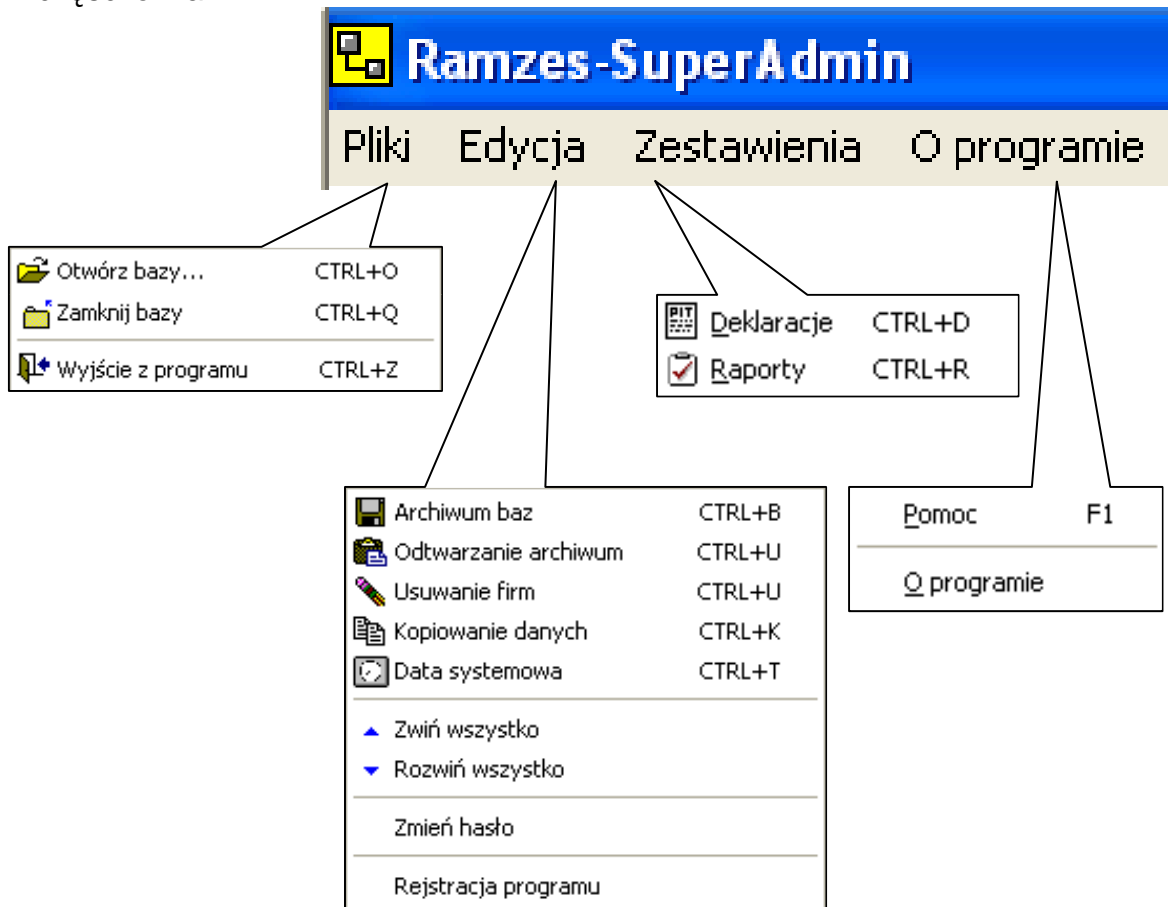 Ramzes-SuperAdmin
Pliki Edycja Zestawienia O programie
Otwórz bazy... CTRL+O
Zamknij bazy CTRL+Q
Wyjście z programu CTRL+Z
PIT
Deklaracje CTRL+D
Raporty CTRL+R
Archiwum baz CTRL+B
Odtwarzanie archiwum CTRL+U
Usuwanie firm CTRL+U
Kopiowanie danych CTRL+K
Data systemowa CTRL+T
Zwiń wszystko
Rozwiń wszystko
Zmień hasło
Rejstracja programu
Pomoc F1
O programie